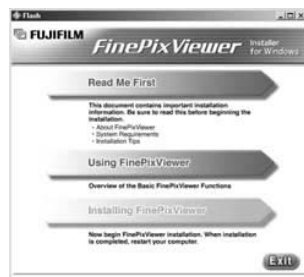 Flash
FUJIFILM
FinePixViewer Installer for Windows
Read Me First
This document contains important installation
information. Be sure to read this before beginning the
installation.
- About FinePixViewer
- System Requirements
- Installation Tips
Using FinePixViewer
Overview of the Basic FinePixViewer Functions
Installing FinePixViewer
Now begin FinePixViewer installation. When installation
is completed, restart your computer.
Exit